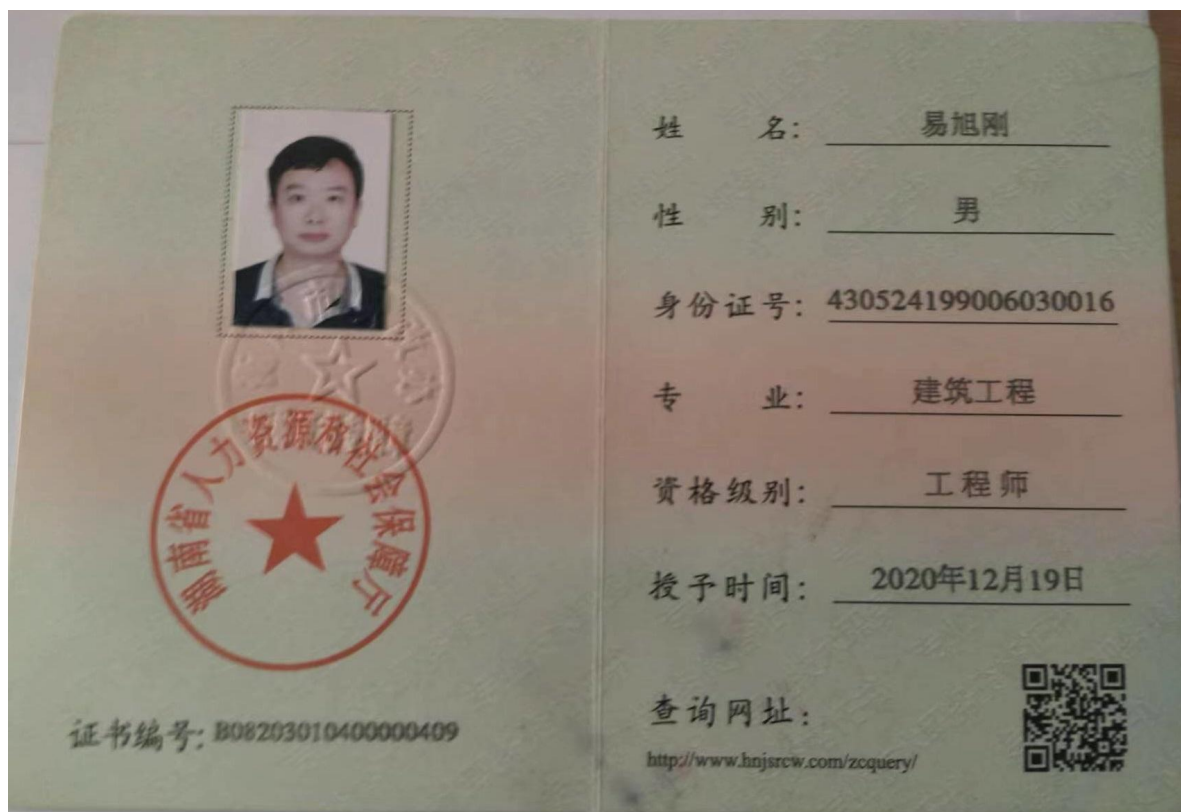 湖南省人力资源和社会保障厅
证书编号: B08203010400000409
姓 名: 易旭刚
性 别: 男
身份证号: 430524199006030016
专 业: 建筑工程
资格级别: 工程师
授予时间: 2020年12月19日
查询网址:
http://www.hnjsrcw.com/zcquery/